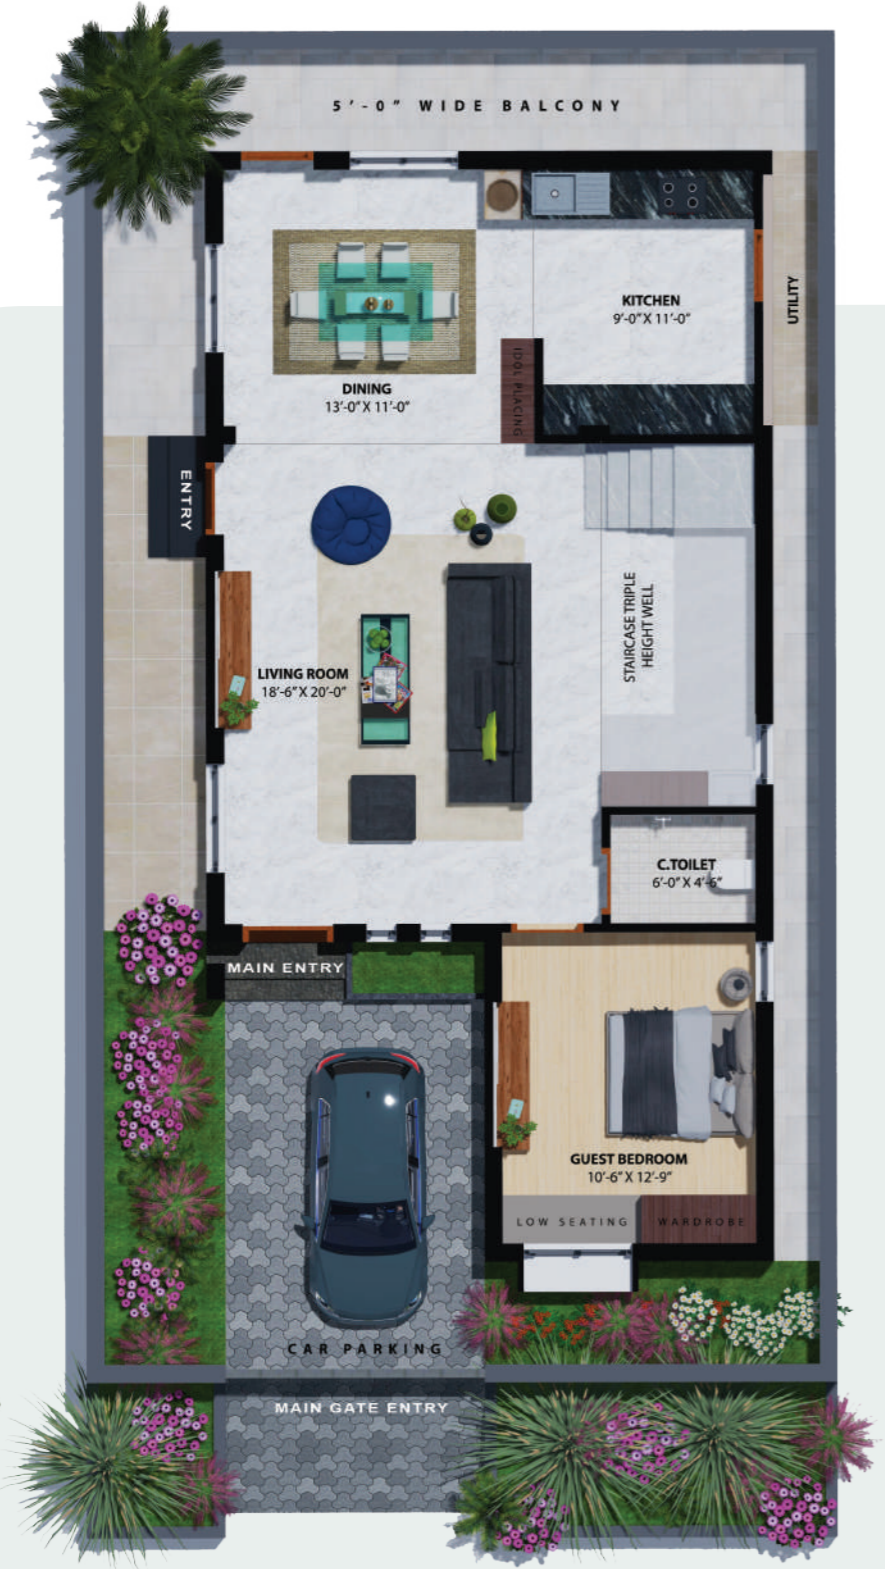 5'-0" WIDE BALCONY
KITCHEN
9'-0"X 11'-0"
UTILITY
DINING
13'-0"X 11'-0"
IDOL PLACING
ENTRY
STAIRCASE TRIPLE
HEIGHT WELL
LIVING ROOM
18'-6"X 20'-0"
C.TOILET
6'-0"X 4'-6"
MAIN ENTRY
GUEST BEDROOM
10'-6"X 12'-9"
LOW SEATING
WARDROBE
CAR PARKING
MAIN GATE ENTRY